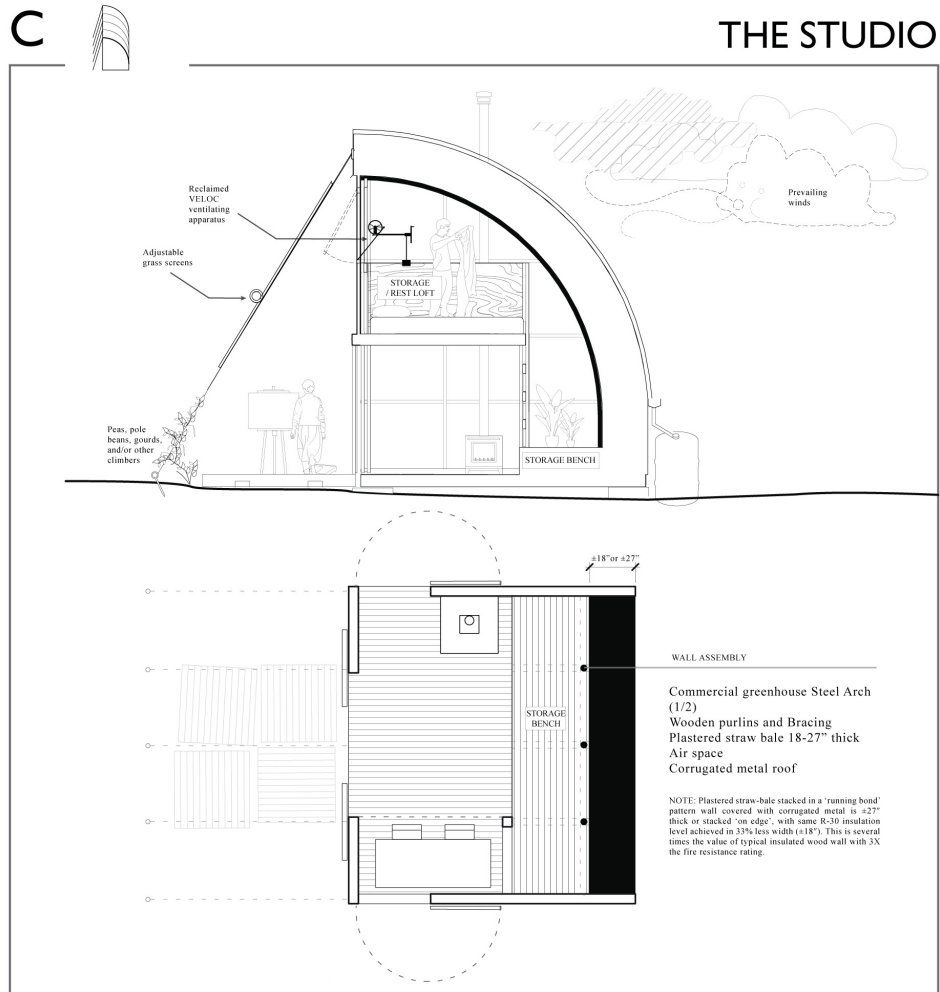 C
THE STUDIO
Reclaimed
VELOC
ventilating
apparatus
Prevailing
winds
Adjustable
grass screens
STORAGE
/ REST LOFT
Peas, pole
beans, gourds,
and/or other
climbers
STORAGE BENCH
±18"or ±27"
WALL ASSEMBLY
Commercial greenhouse Steel Arch
(1/2)
Wooden purlins and Bracing
Plastered straw bale 18-27” thick
Air space
Corrugated metal roof
STORAGE
BENCH
NOTE: Plastered straw-bale stacked in a ‘running bond’
pattern wall covered with corrugated metal is ±27"
thick or stacked ‘on edge’, with same R-30 insulation
level achieved in 33% less width (±18"). This is several
times the value of typical insulated wood wall with 3X
the fire resistance rating.